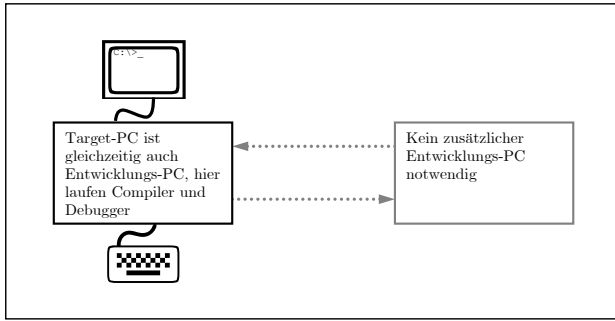 C:\>_
Target-PC ist
gleichzeitig auch
Entwicklungs-PC, hier
laufen Compiler und
Debugger
Kein zusätzlicher
Entwicklungs-PC
notwendig